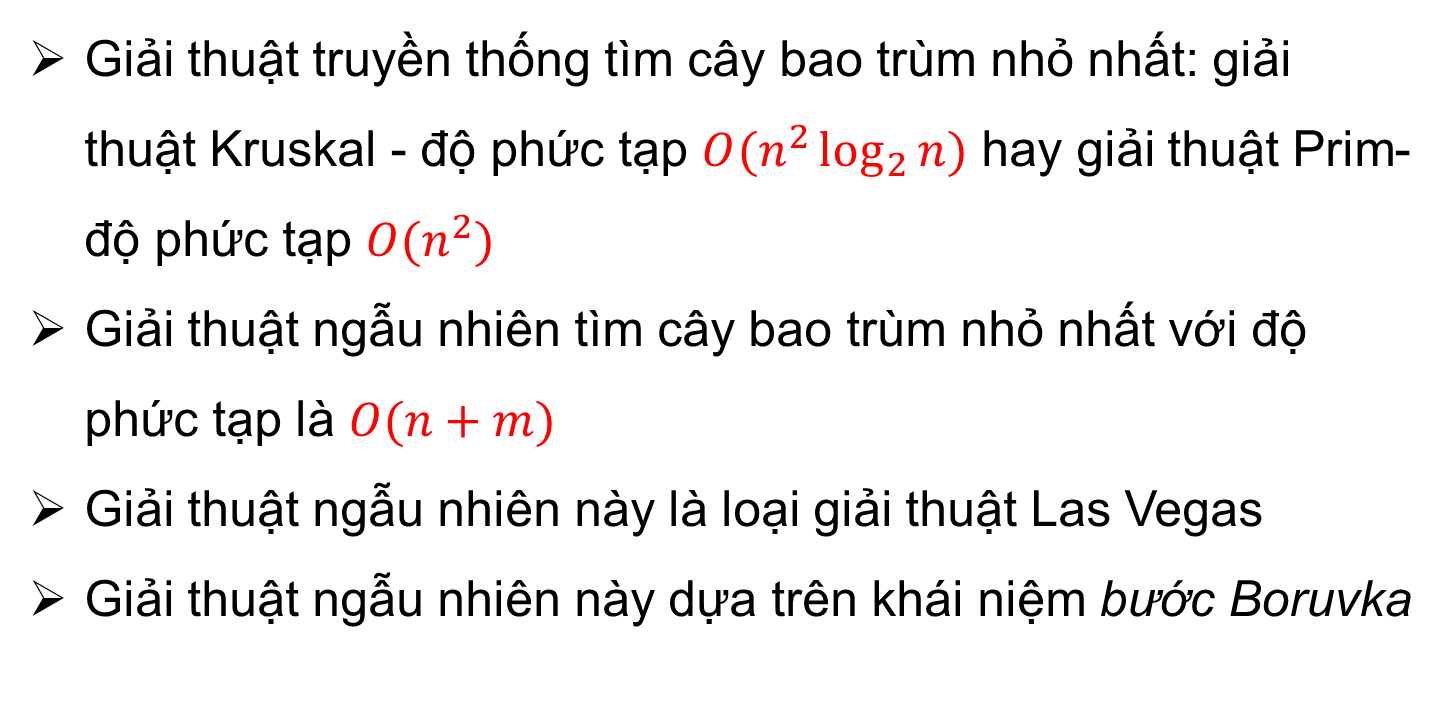 ➢ Giải thuật truyền thống tìm cây bao trùm nhỏ nhất: giải
thuật Kruskal - độ phức tạp 𝑂(𝑛² log₂ 𝑛) hay giải thuật Prim-
độ phức tạp 𝑂(𝑛²)
➢ Giải thuật ngẫu nhiên tìm cây bao trùm nhỏ nhất với độ
phức tạp là 𝑂(𝑛 + 𝑚)
➢ Giải thuật ngẫu nhiên này là loại giải thuật Las Vegas
➢ Giải thuật ngẫu nhiên này dựa trên khái niệm bước Boruvka